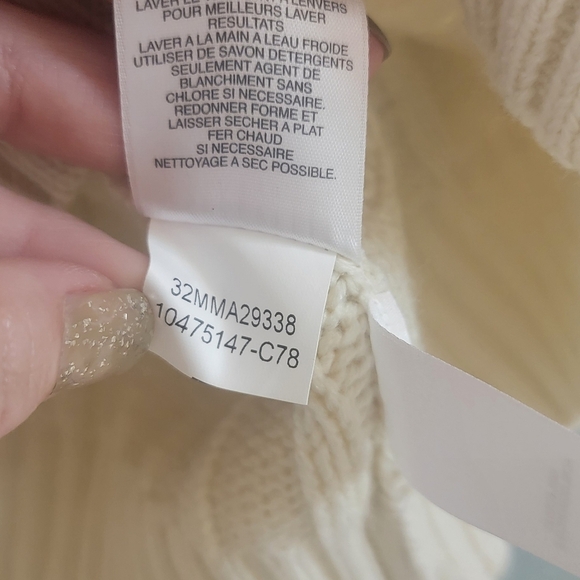 POUR MEILLEURS LAVER
RESULTATS
LAVER A LA MAIN A LEAU FROIDE
UTILISER DE SAVON DETERGENTS
SEULEMENT AGENT DE
BLANCHIMENT SANS
CHLORE SI NECESSAIRE.
REDONNER FORME ET
LAISSER SECHER A PLAT
FER CHAUD
SI NECESSAIRE
NETTOYAGE A SEC POSSIBLE.
32MMA29338
10475147-C78